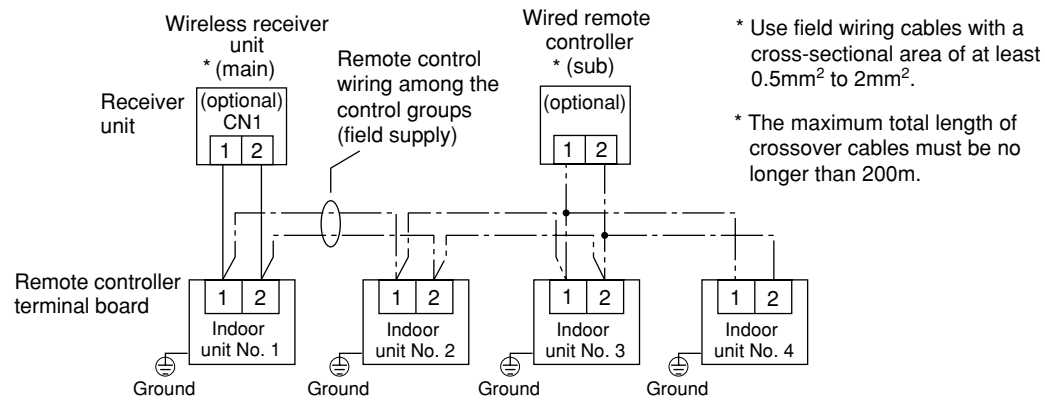 Wireless receiver
unit
* (main)
Receiver
unit
(optional)
CN1
1 2
Remote control
wiring among the
control groups
(field supply)
Wired remote
controller
* (sub)
(optional)
1 2
* Use field wiring cables with a
cross-sectional area of at least
0.5mm² to 2mm².
* The maximum total length of
crossover cables must be no
longer than 200m.
Remote controller
terminal board
1 2
Indoor
unit No. 1
Ground
1 2
Indoor
unit No. 2
Ground
1 2
Indoor
unit No. 3
Ground
1 2
Indoor
unit No. 4
Ground